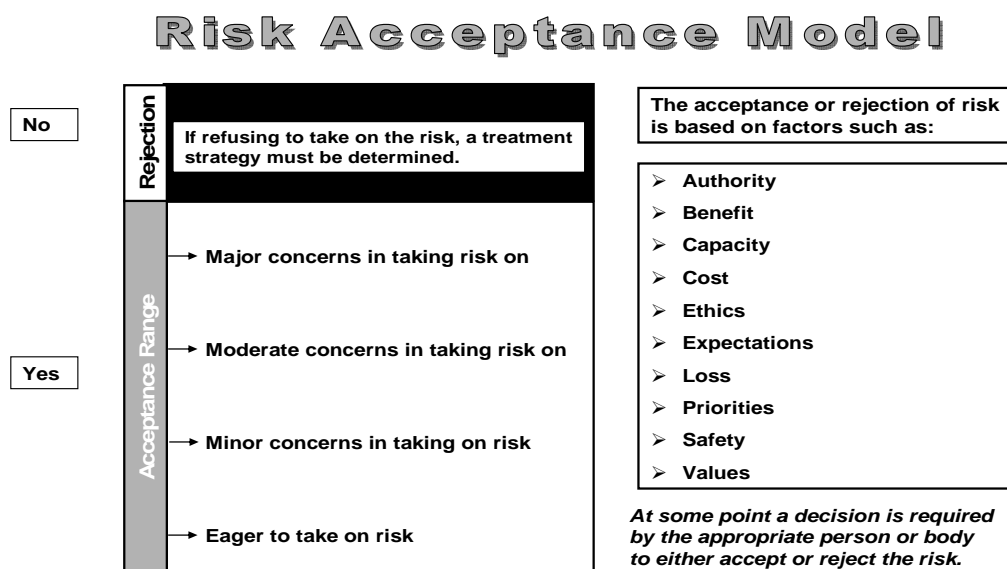 Risk Acceptance Model
No
Rejection
If refusing to take on the risk, a treatment
strategy must be determined.
Yes
Acceptance Range
Major concerns in taking risk on
Moderate concerns in taking risk on
Minor concerns in taking on risk
Eager to take on risk
The acceptance or rejection of risk
is based on factors such as:
➢ Authority
➢ Benefit
➢ Capacity
➢ Cost
➢ Ethics
➢ Expectations
➢ Loss
➢ Priorities
➢ Safety
➢ Values
At some point a decision is required
by the appropriate person or body
to either accept or reject the risk.